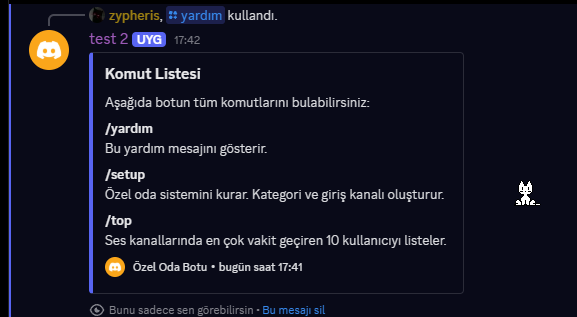 zypheris, yardım kullandı.
test 2 UYG 17:42
Komut Listesi
Aşağıda botun tüm komutlarını bulabilirsiniz:
/yardım
Bu yardım mesajını gösterir.
/setup
Özel oda sistemini kurar. Kategori ve giriş kanalı oluşturur.
/top
Ses kanallarında en çok vakit geçiren 10 kullanıcıyı listeler.
Özel Oda Botu • bugün saat 17:41
Bunu sadece sen görebilirsin • Bu mesajı sil